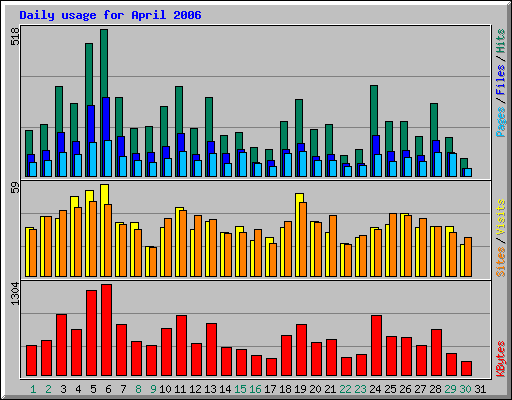 Daily usage for April 2006
518
Pages / Files / Hits
59
Sites / Visits
1304
KBytes
1 2 3 4 5 6 7 8 9 10 11 12 13 14 15 16 17 18 19 20 21 22 23 24 25 26 27 28 29 30 31